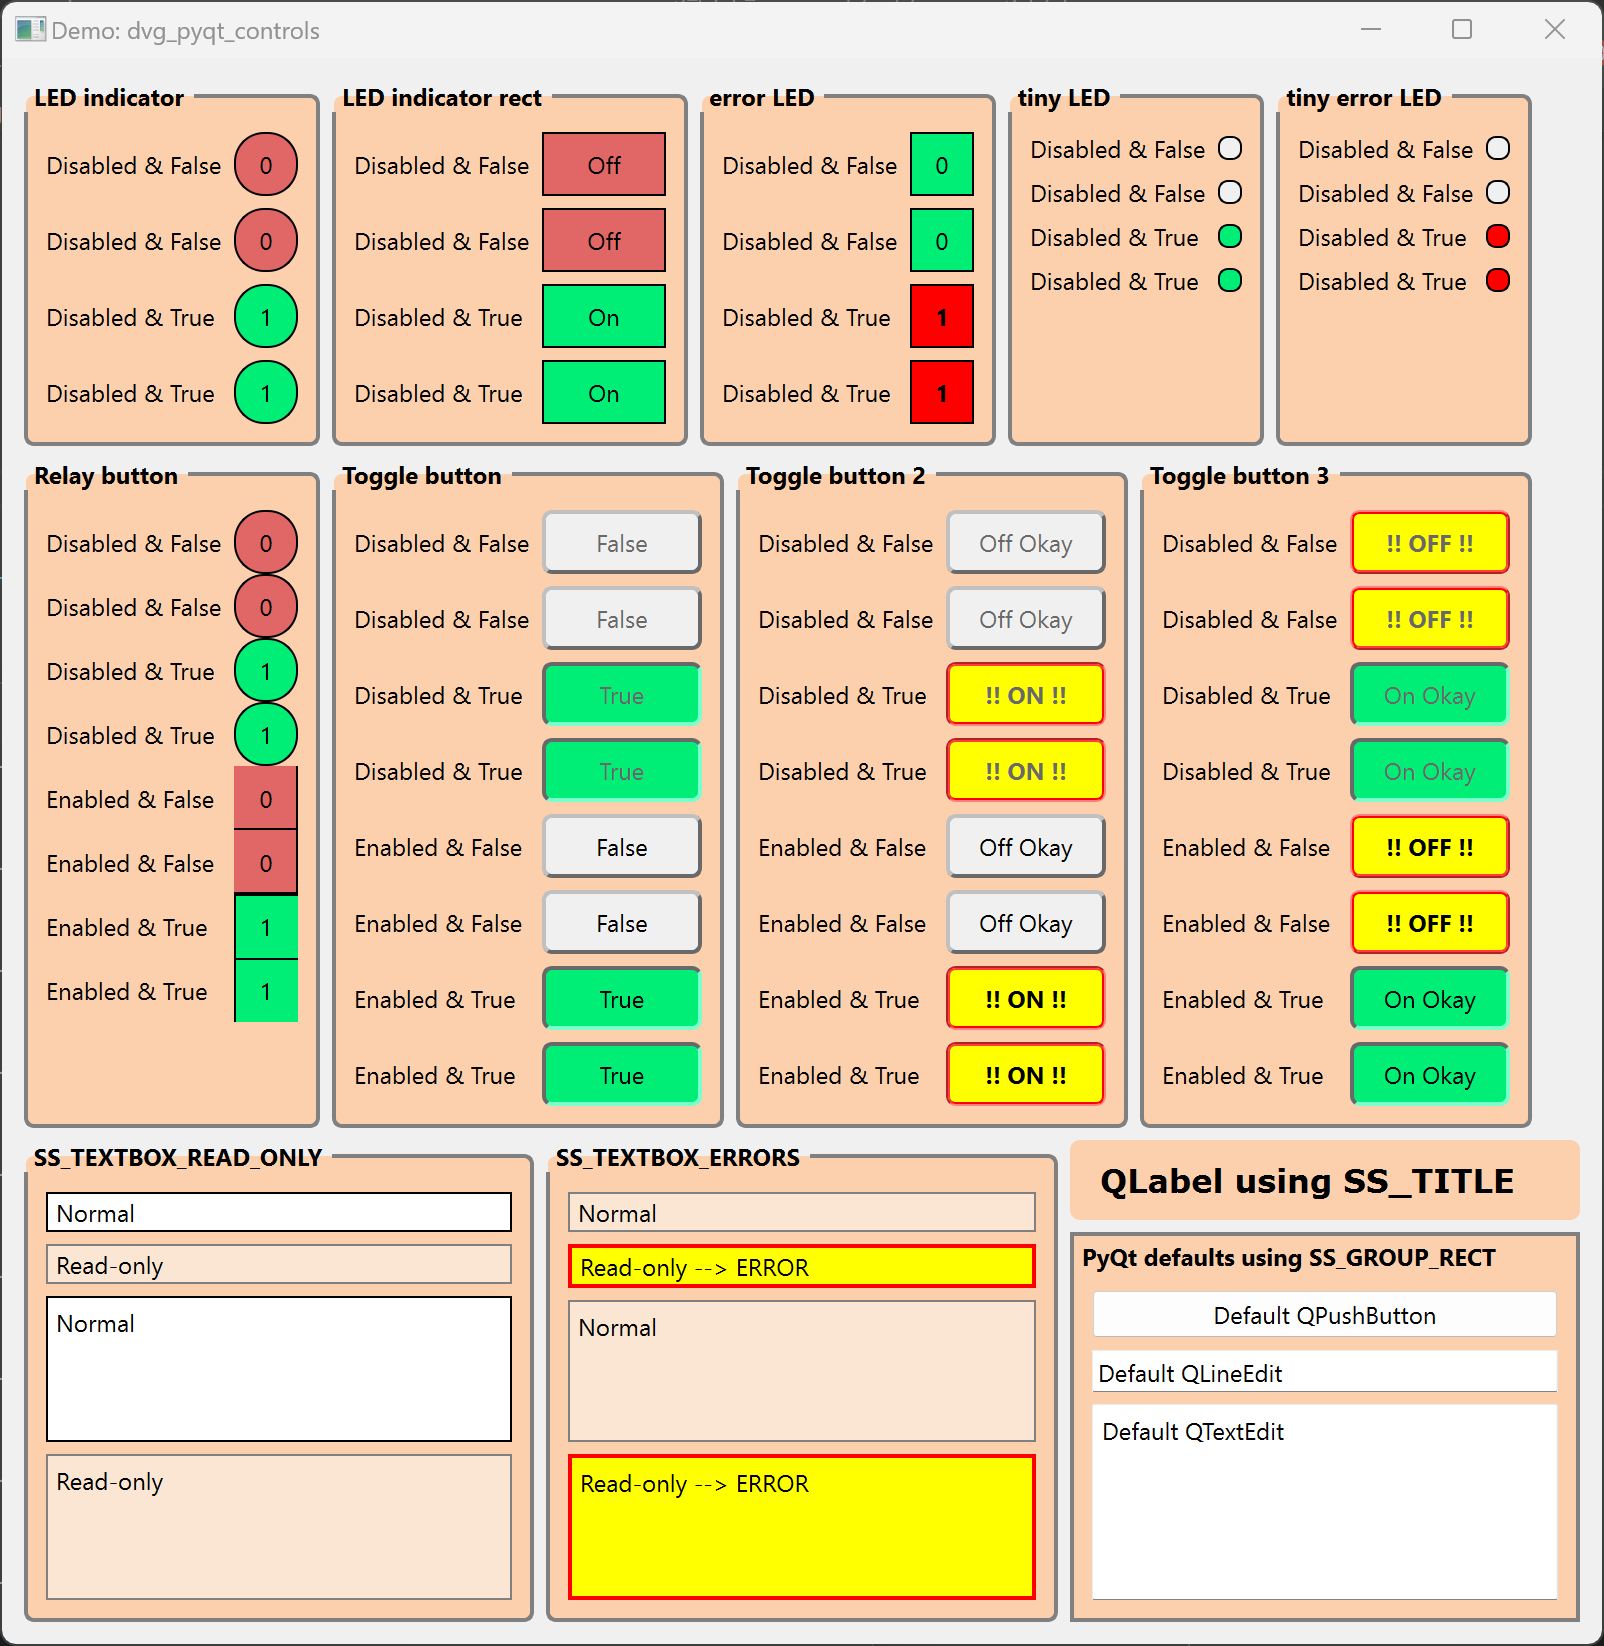 Demo: dvg_pyqt_controls
LED indicator
Disabled & False 0
Disabled & False 0
Disabled & True 1
Disabled & True 1
LED indicator rect
Disabled & False Off
Disabled & False Off
Disabled & True On
Disabled & True On
error LED
Disabled & False 0
Disabled & False 0
Disabled & True 1
Disabled & True 1
tiny LED
Disabled & False
Disabled & False
Disabled & True
Disabled & True
tiny error LED
Disabled & False
Disabled & False
Disabled & True
Disabled & True
Relay button
Disabled & False 0
Disabled & False 0
Disabled & True 1
Disabled & True 1
Enabled & False 0
Enabled & False 0
Enabled & True 1
Enabled & True 1
Toggle button
Disabled & False False
Disabled & False False
Disabled & True True
Disabled & True True
Enabled & False False
Enabled & False False
Enabled & True True
Enabled & True True
Toggle button 2
Disabled & False Off Okay
Disabled & False Off Okay
Disabled & True !! ON !!
Disabled & True !! ON !!
Enabled & False Off Okay
Enabled & False Off Okay
Enabled & True !! ON !!
Enabled & True !! ON !!
Toggle button 3
Disabled & False !! OFF !!
Disabled & False !! OFF !!
Disabled & True On Okay
Disabled & True On Okay
Enabled & False !! OFF !!
Enabled & False !! OFF !!
Enabled & True On Okay
Enabled & True On Okay
SS_TEXTBOX_READ_ONLY
Normal
Read-only
Normal
Read-only
SS_TEXTBOX_ERRORS
Normal
Read-only --> ERROR
Normal
Read-only --> ERROR
QLabel using SS_TITLE
PyQt defaults using SS_GROUP_RECT
Default QPushButton
Default QLineEdit
Default QTextEdit